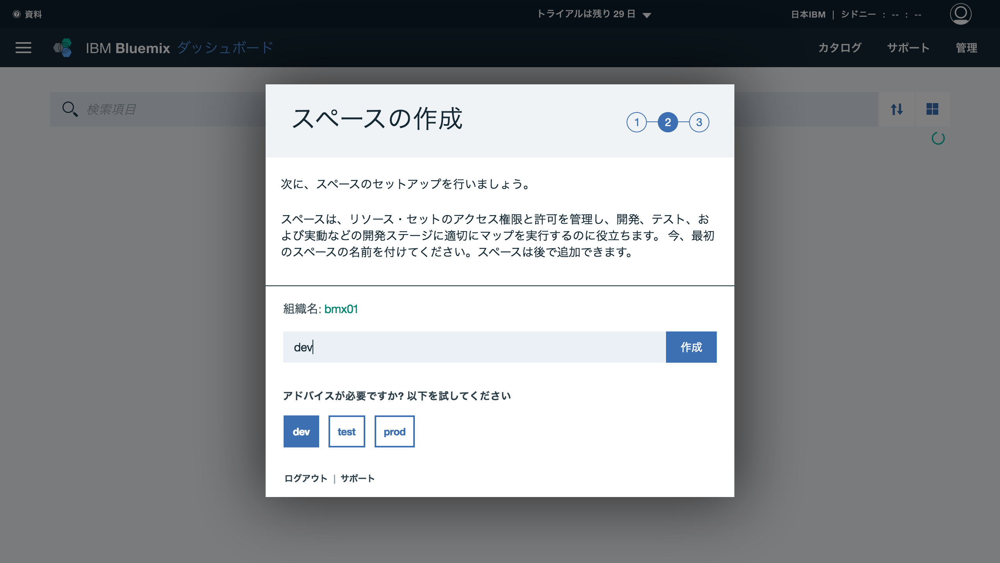 資料
トライアルは残り 29 日
日本IBM | シドニー : -- : --
IBM Bluemix ダッシュボード
カタログ サポート 管理
検索項目
スペースの作成
1 2 3
次に、スペースのセットアップを行いましょう。
スペースは、リソース・セットのアクセス権限と許可を管理し、開発、テスト、お
よび実動などの開発ステージに適切にマップを実行するのに役立ちます。 今、最初
のスペースの名前を付けてください。スペースは後で追加できます。
組織名: bmx01
dev
作成
アドバイスが必要ですか? 以下を試してください
dev test prod
ログアウト | サポート